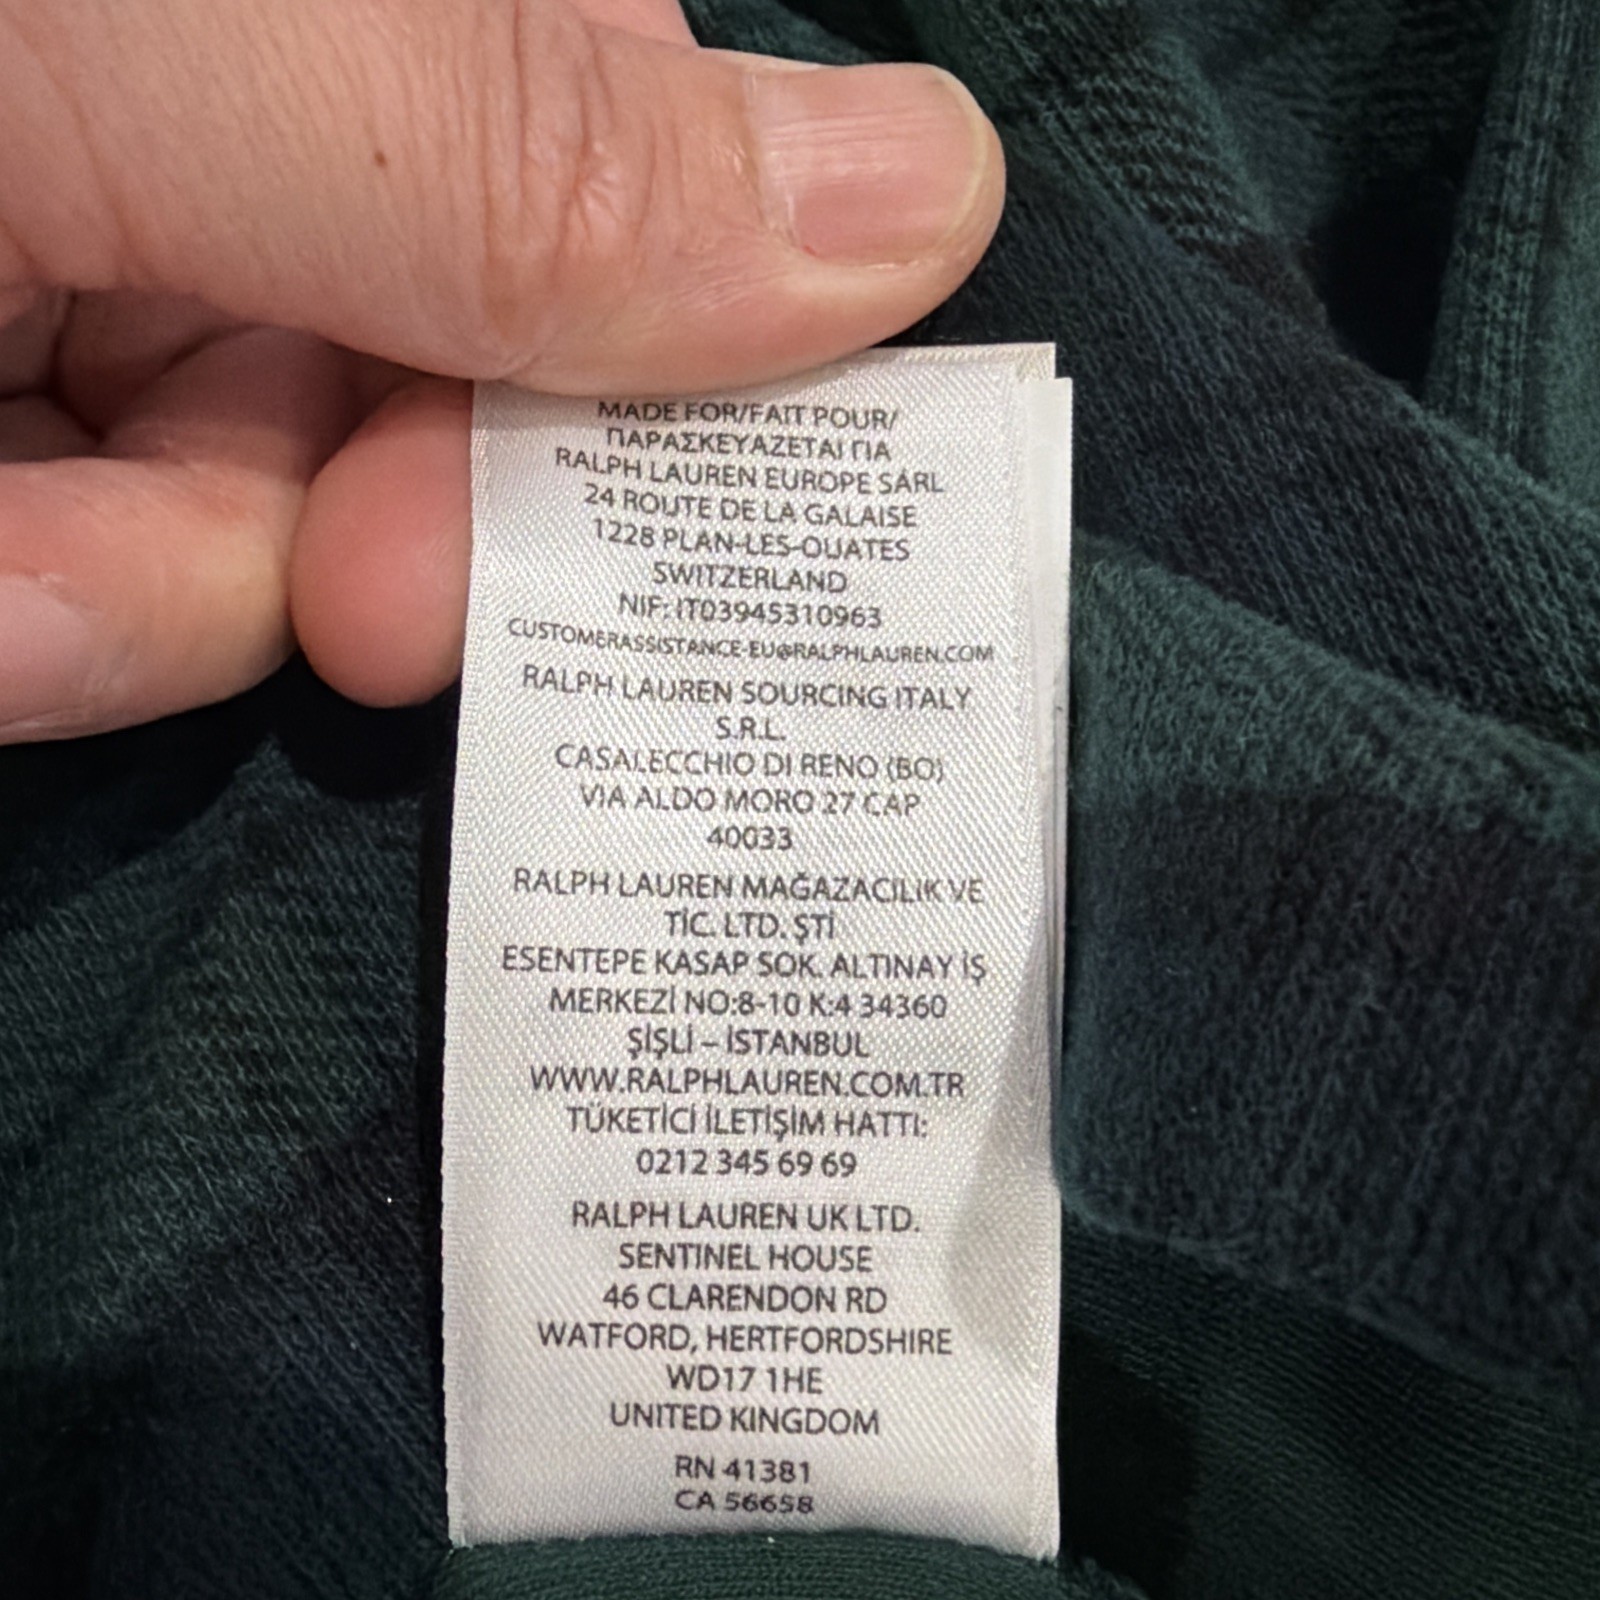 MADE FOR/FAIT POUR/
ΠΑΡΑΣΚΕΥΑΖΕΤΑΙ ΓΙΑ
RALPH LAUREN EUROPE SÀRL
24 ROUTE DE LA GALAISE
1228 PLAN-LES-OUATES
SWITZERLAND
NIF: IT03945310963
CUSTOMERASSISTANCE-EU@RALPHLAUREN.COM
RALPH LAUREN SOURCING ITALY
S.R.L.
CASALECCHIO DI RENO (BO)
VIA ALDO MORO 27 CAP
40033
RALPH LAUREN MAĞAZACILIK VE
TİC. LTD. ŞTİ
ESENTEPE KASAP SOK. ALTINAY İŞ
MERKEZİ NO:8-10 K:4 34360
ŞİŞLİ – İSTANBUL
WWW.RALPHLAUREN.COM.TR
TÜKETİCİ İLETİŞİM HATTI:
0212 345 69 69
RALPH LAUREN UK LTD.
SENTINEL HOUSE
46 CLARENDON RD
WATFORD, HERTFORDSHIRE
WD17 1HE
UNITED KINGDOM
RN 41381
CA 56658